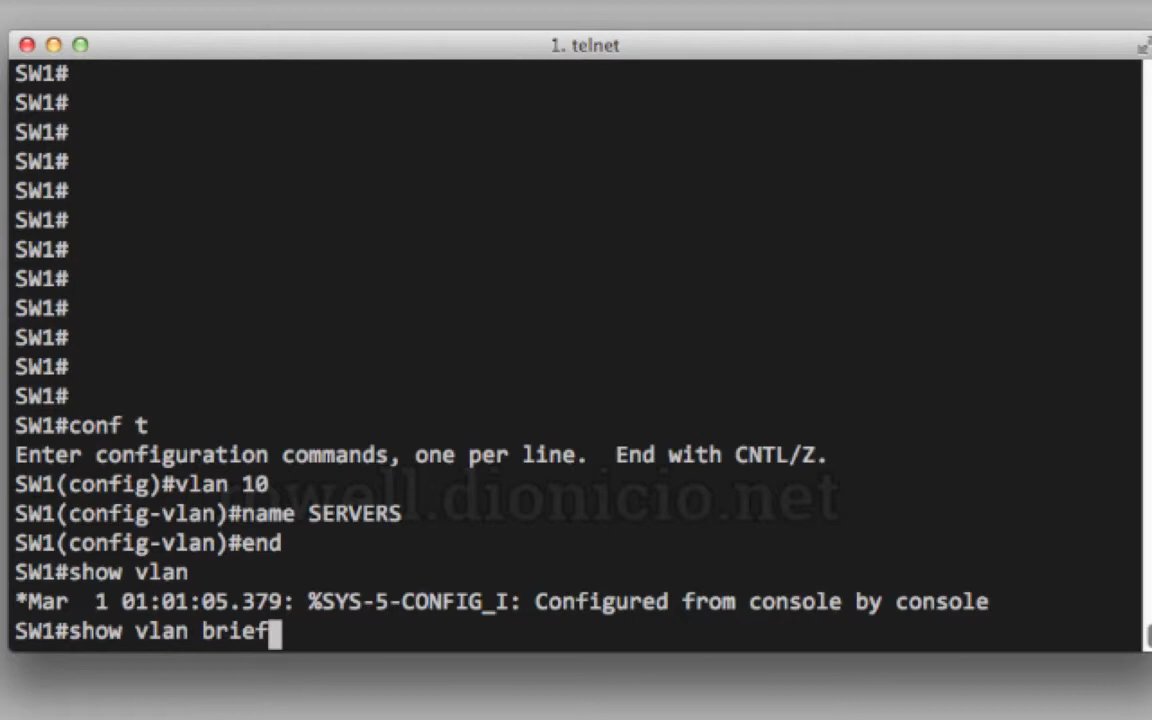 1. telnet
SW1#
SW1#
SW1#
SW1#
SW1#
SW1#
SW1#
SW1#
SW1#
SW1#
SW1#
SW1#
SW1#conf t
Enter configuration commands, one per line.  End with CNTL/Z.
SW1(config)#vlan 10
SW1(config-vlan)#name SERVERS
SW1(config-vlan)#end
SW1#show vlan
*Mar  1 01:01:05.379: %SYS-5-CONFIG_I: Configured from console by console
SW1#show vlan brief